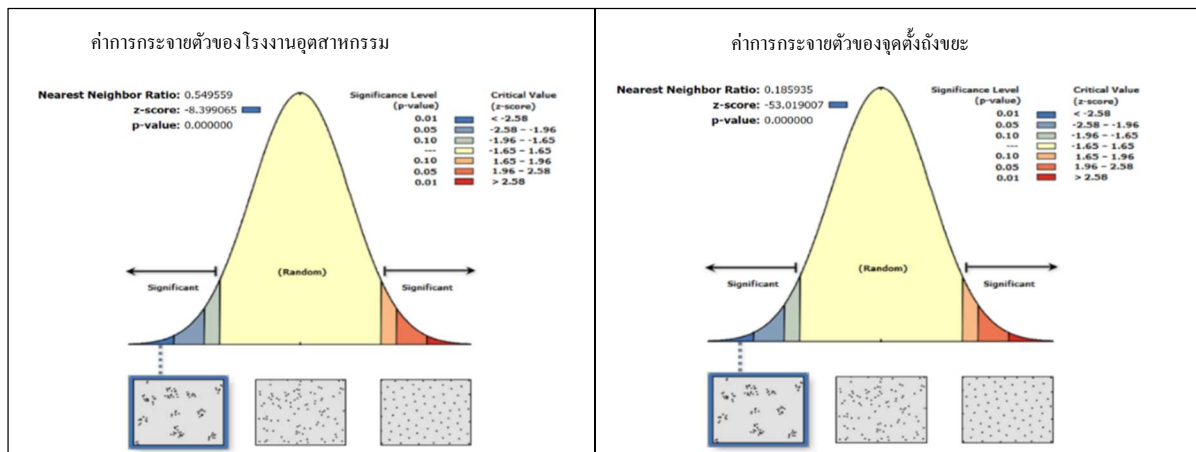 ค่าการกระจายตัวของโรงงานอุตสาหกรรม
Nearest Neighbor Ratio: 0.549559
z-score: -8.399065
p-value: 0.000000
Significance Level (p-value)
Critical Value (z-score)
0.01 < -2.58
0.05 -2.58 – -1.96
0.10 -1.96 – -1.65
--- -1.65 – 1.65
0.10 1.65 – 1.96
0.05 1.96 – 2.58
0.01 > 2.58
(Random)
Significant
Significant
ค่าการกระจายตัวของจุดตั้งถังขยะ
Nearest Neighbor Ratio: 0.185935
z-score: -53.019007
p-value: 0.000000
Significance Level (p-value)
Critical Value (z-score)
0.01 < -2.58
0.05 -2.58 – -1.96
0.10 -1.96 – -1.65
--- -1.65 – 1.65
0.10 1.65 – 1.96
0.05 1.96 – 2.58
0.01 > 2.58
(Random)
Significant
Significant